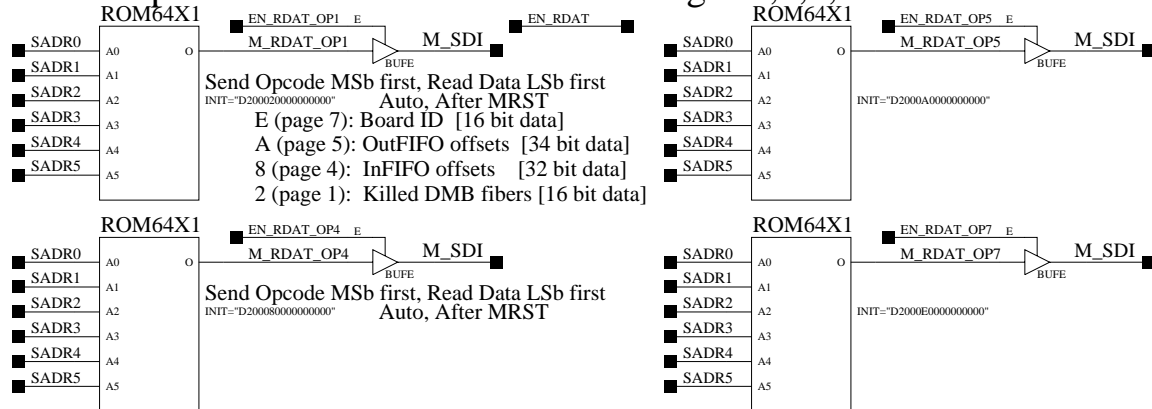 ROM64X1
EN_RDAT_OP1 E
EN_RDAT
SADR0 A0 O M_RDAT_OP1 M_SDI
BUFE
SADR1 A1
Send Opcode MSb first, Read Data LSb first
SADR2 A2 INIT="D200020000000000" Auto, After MRST
SADR3 A3 E (page 7): Board ID [16 bit data]
SADR4 A4 A (page 5): OutFIFO offsets [34 bit data]
SADR5 A5 8 (page 4): InFIFO offsets [32 bit data]
2 (page 1): Killed DMB fibers [16 bit data]
ROM64X1
EN_RDAT_OP5 E
SADR0 A0 O M_RDAT_OP5 M_SDI
BUFE
SADR1 A1
SADR2 A2 INIT="D2000A0000000000"
SADR3 A3
SADR4 A4
SADR5 A5
ROM64X1
EN_RDAT_OP4 E
SADR0 A0 O M_RDAT_OP4 M_SDI
BUFE
SADR1 A1
Send Opcode MSb first, Read Data LSb first
SADR2 A2 INIT="D200080000000000" Auto, After MRST
SADR3 A3
SADR4 A4
SADR5 A5
ROM64X1
EN_RDAT_OP7 E
SADR0 A0 O M_RDAT_OP7 M_SDI
BUFE
SADR1 A1
SADR2 A2 INIT="D2000E0000000000"
SADR3 A3
SADR4 A4
SADR5 A5